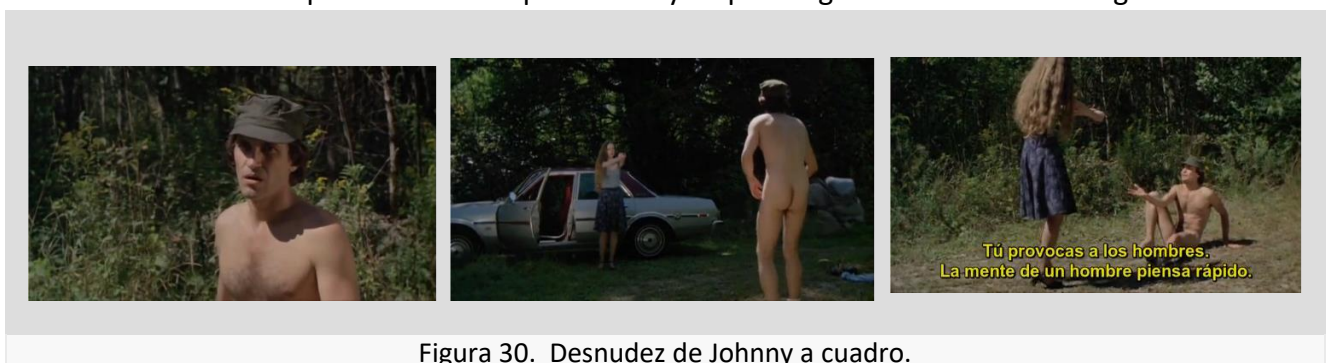 Tú provocas a los hombres.
La mente de un hombre piensa rápido.
Figura 30. Desnudez de Johnny a cuadro.